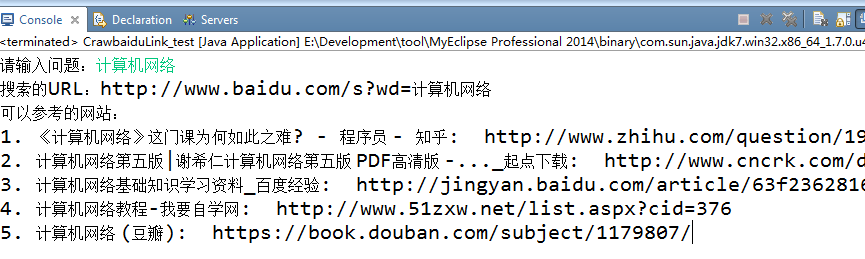 Console Declaration Servers
<terminated> CrawbaiduLink_test [Java Application] E:\Development\tool\MyEclipse Professional 2014\binary\com.sun.java.jdk7.win32.x86_64_1.7.0.u4
请输入问题：计算机网络
搜索的URL：http://www.baidu.com/s?wd=计算机网络
可以参考的网站：
1. 《计算机网络》这门课为何如此之难? - 程序员 - 知乎： http://www.zhihu.com/question/19
2. 计算机网络第五版|谢希仁计算机网络第五版 PDF高清版 -..._起点下载： http://www.cncrk.com/d
3. 计算机网络基础知识学习资料_百度经验： http://jingyan.baidu.com/article/63f2362816
4. 计算机网络教程-我要自学网： http://www.51zxw.net/list.aspx?cid=376
5. 计算机网络 (豆瓣)： https://book.douban.com/subject/1179807/